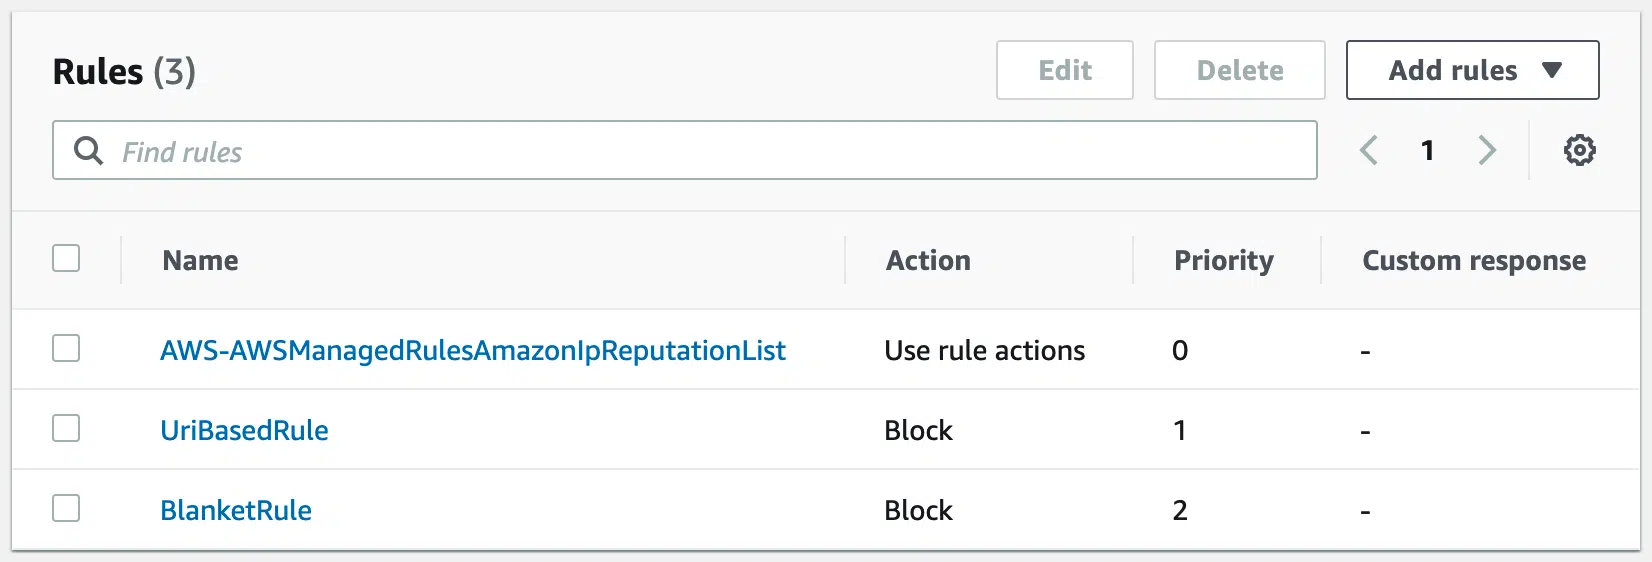 Rules (3)
Edit
Delete
Add rules
Find rules
1
Name Action Priority Custom response
AWS-AWSManagedRulesAmazonIpReputationList Use rule actions 0 -
UriBasedRule Block 1 -
BlanketRule Block 2 -